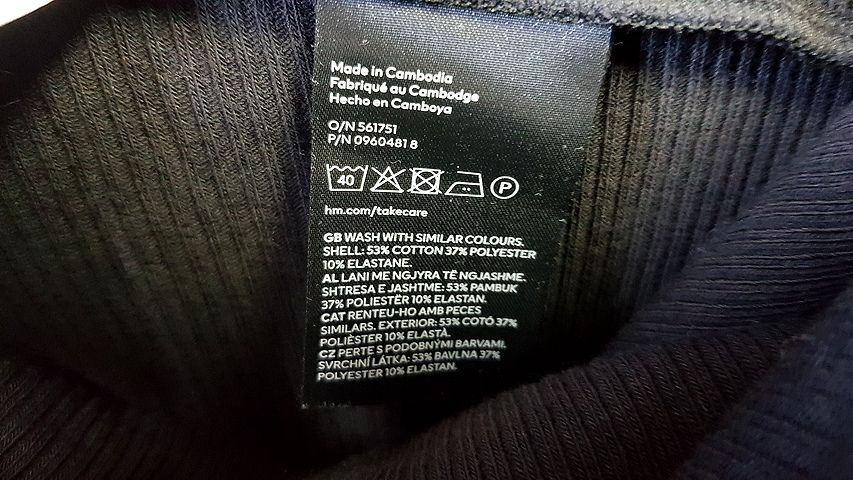 Made in Cambodia
Fabriqué au Cambodge
Hecho en Camboya
O/N 561751
P/N 0960481 8
40 P
hm.com/takecare
GB WASH WITH SIMILAR COLOURS.
SHELL: 53% COTTON 37% POLYESTER
10% ELASTANE.
AL LANI ME NGJYRA TË NGJASHME.
SHTRESA E JASHTME: 53% PAMBUK
37% POLIESTËR 10% ELASTAN.
CAT RENTEU-HO AMB PECES
SIMILARS. EXTERIOR: 53% COTÓ 37%
POLIÈSTER 10% ELASTÀ.
CZ PERTE S PODOBNÝMI BARVAMI.
SVRCHNÍ LÁTKA: 53% BAVLNA 37%
POLYESTER 10% ELASTAN.